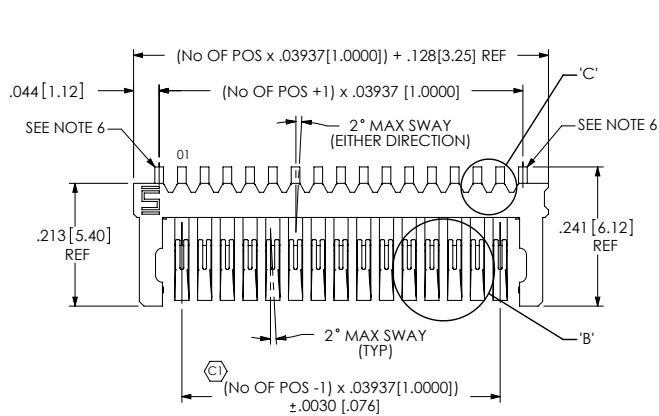 (No OF POS x .03937[1.0000]) + .128[3.25] REF
'C'
.044[1.12]
(No OF POS +1) x .03937 [1.0000]
SEE NOTE 6
2° MAX SWAY
(EITHER DIRECTION)
SEE NOTE 6
01
.213[5.40]
REF
.241[6.12]
REF
2° MAX SWAY
(TYP)
'B'
C1
(No OF POS -1) x .03937[1.0000])
±.0030 [.076]